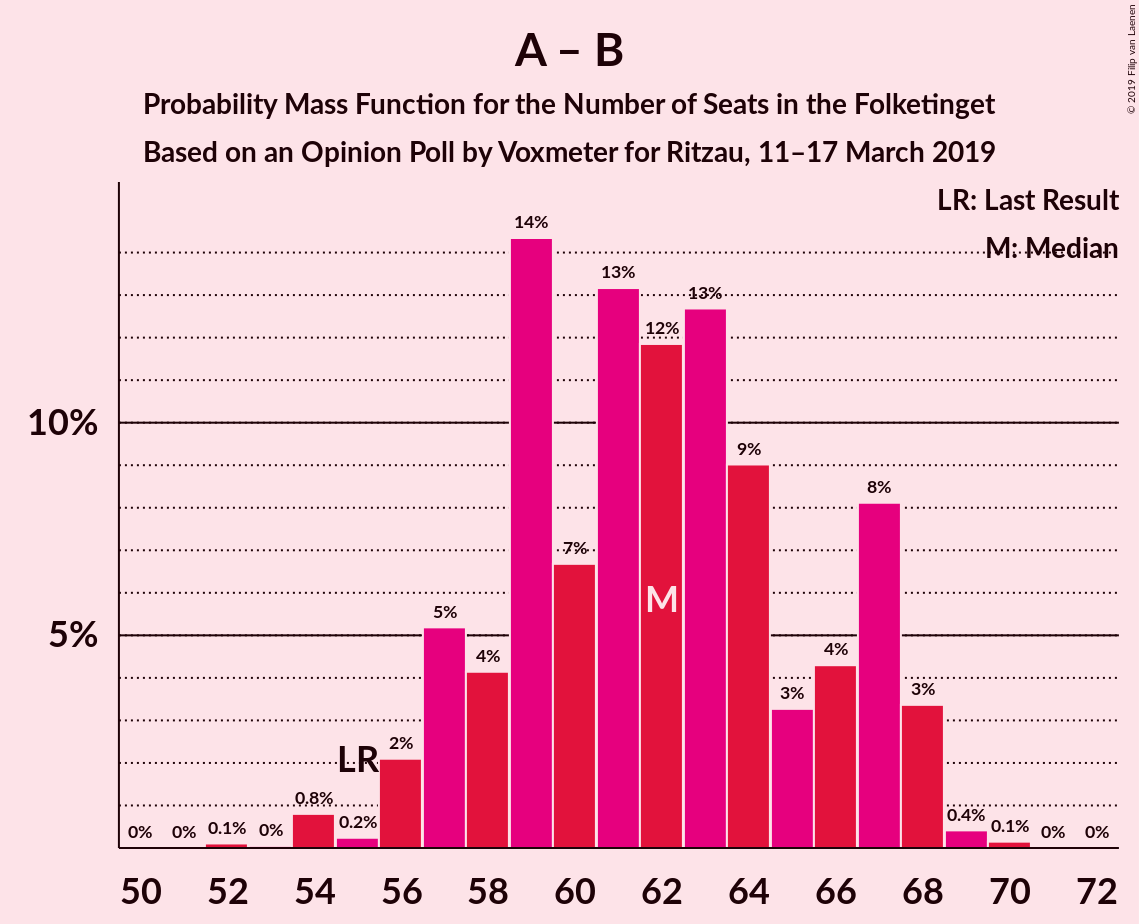 A – B
Probability Mass Function for the Number of Seats in the Folketinget
Based on an Opinion Poll by Voxmeter for Ritzau, 11–17 March 2019
© 2019 Filip van Laenen
LR: Last Result
M: Median
10%
5%
0%
0%
0.1%
0%
0.8%
0.2%
2%
5%
4%
14%
7%
13%
12%
13%
9%
3%
4%
8%
3%
0.4%
0.1%
0%
0%
LR
M
50 52 54 56 58 60 62 64 66 68 70 72